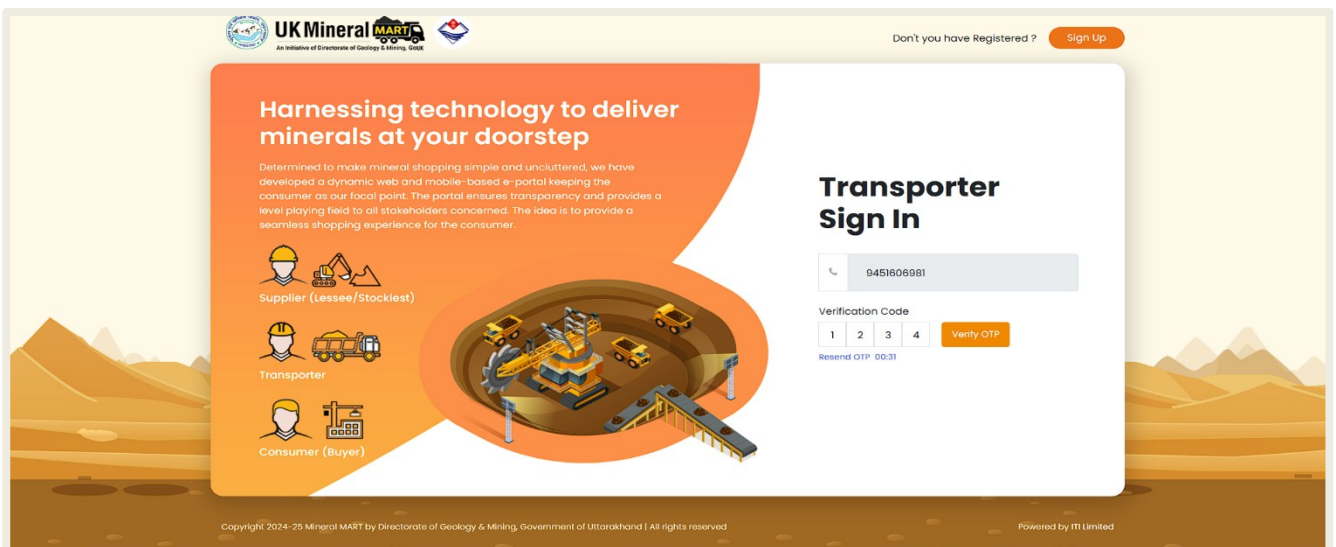 UK Mineral MART
An Initiative of Directorate of Geology & Mining, GoUK
Don't you have Registered ?
Sign Up
Harnessing technology to deliver
minerals at your doorstep
Determined to make mineral shopping simple and uncluttered, we have
developed a dynamic web and mobile-based e-portal keeping the
consumer as our focal point. The portal ensures transparency and provides a
level playing field to all stakeholders concerned. The idea is to provide a
seamless shopping experience for the consumer.
Supplier (Lessee/Stockiest)
Transporter
Consumer (Buyer)
Transporter
Sign In
9451606981
Verification Code
1 2 3 4 Verify OTP
Resend OTP 00:31
Copyright 2024-25 Mineral MART by Directorate of Geology & Mining, Government of Uttarakhand | All rights reserved
Powered by ITI Limited